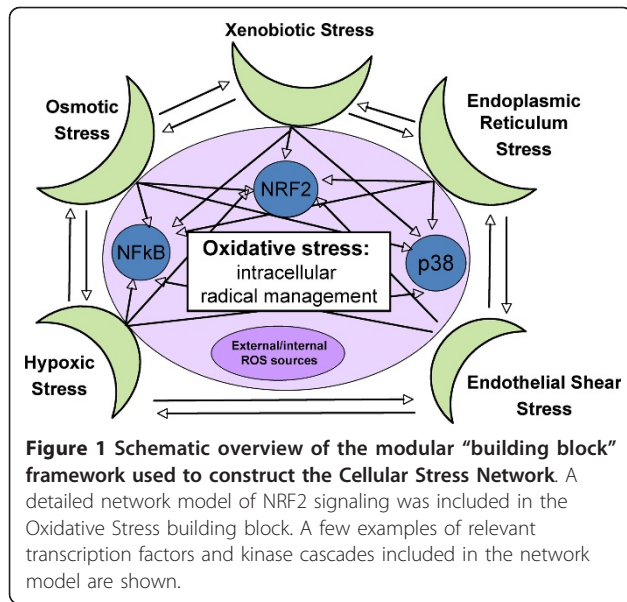 Xenobiotic Stress
Osmotic
Stress
Endoplasmic
Reticulum
Stress
NRF2
NFkB
p38
Oxidative stress:
intracellular
radical management
External/internal
ROS sources
Hypoxic
Stress
Endothelial Shear
Stress
Figure 1 Schematic overview of the modular “building block”
framework used to construct the Cellular Stress Network. A
detailed network model of NRF2 signaling was included in the
Oxidative Stress building block. A few examples of relevant
transcription factors and kinase cascades included in the network
model are shown.